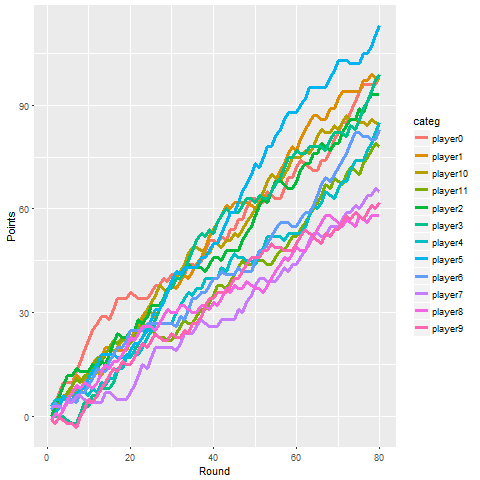 90
60
30
0
Points
0 20 40 60 80
Round
categ
player0
player1
player10
player11
player2
player3
player4
player5
player6
player7
player8
player9